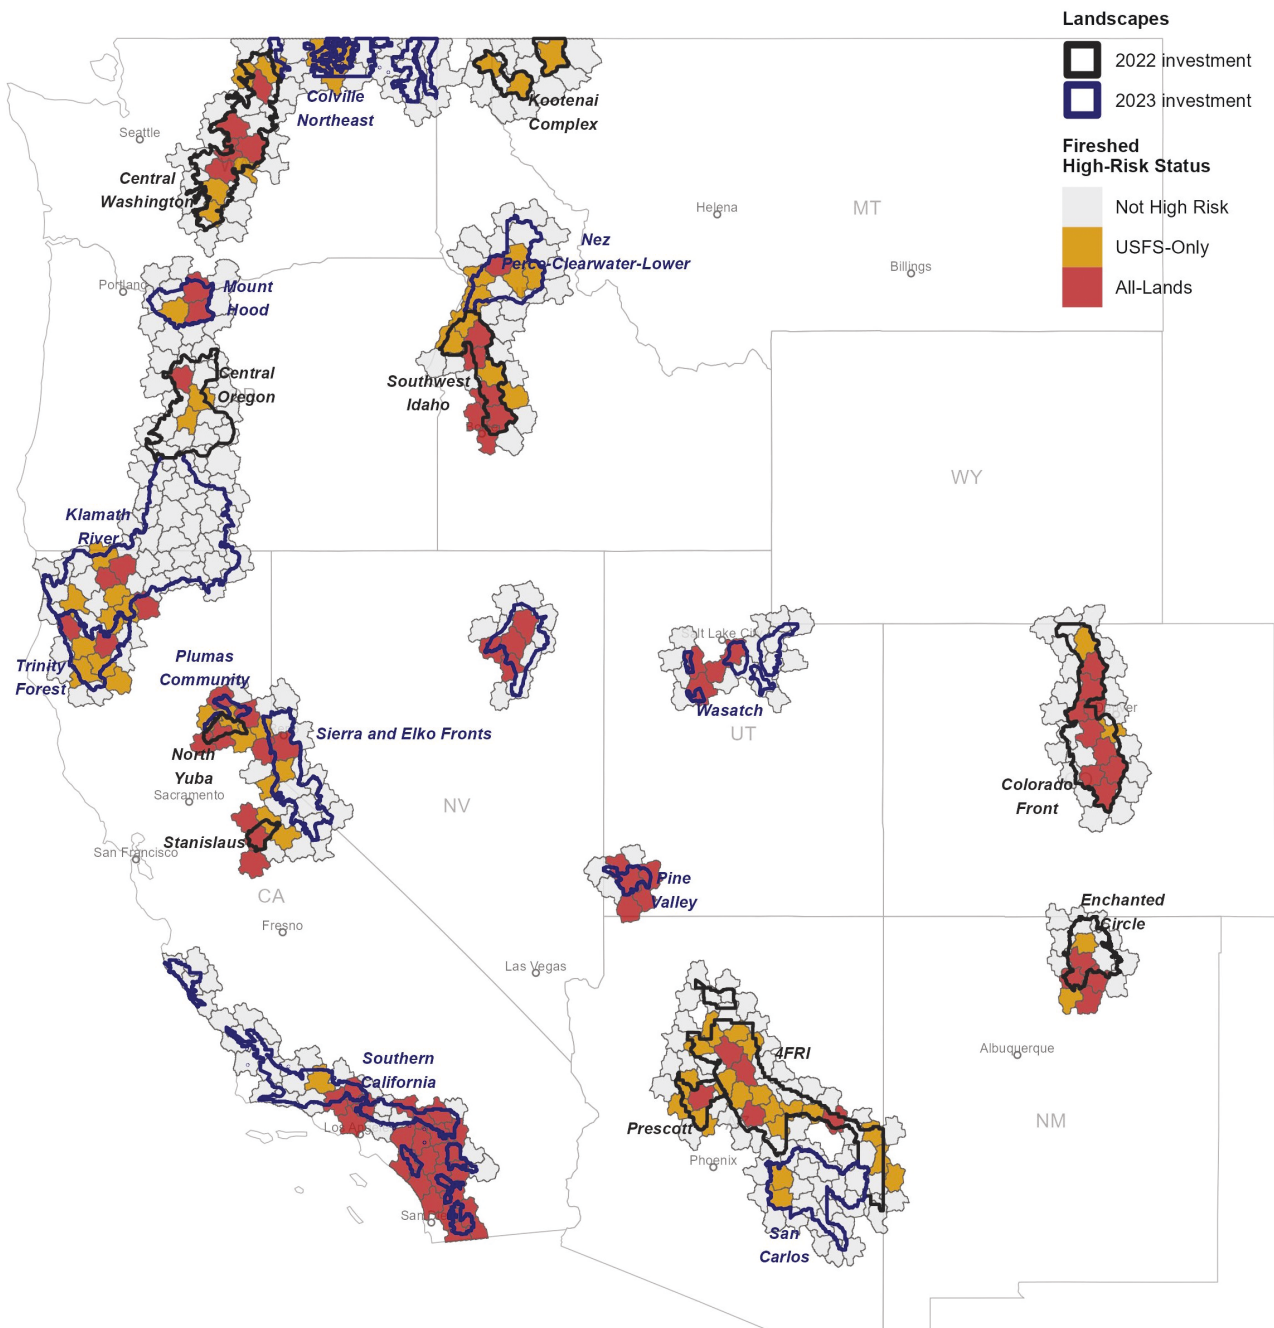 Landscapes
2022 investment
2023 investment
Fireshed
High-Risk Status
Not High Risk
USFS-Only
All-Lands
Colville
Northeast
Kootenai
Complex
Seattle
Central
Washington
Helena
MT
Nez
Perce-Clearwater-Lower
Billings
Portland
Mount
Hood
Central
Oregon
Southwest
Idaho
WY
Klamath
River
Trinity
Forest
Plumas
Community
Sierra and Elko Fronts
North
Yuba
Sacramento
Stanislaus
San Francisco
CA
NV
Wasatch
UT
Colorado
Front
Pine
Valley
Enchanted
Circle
Fresno
Las Vegas
Southern
California
4FRI
Albuquerque
NM
Prescott
Phoenix
San
Carlos